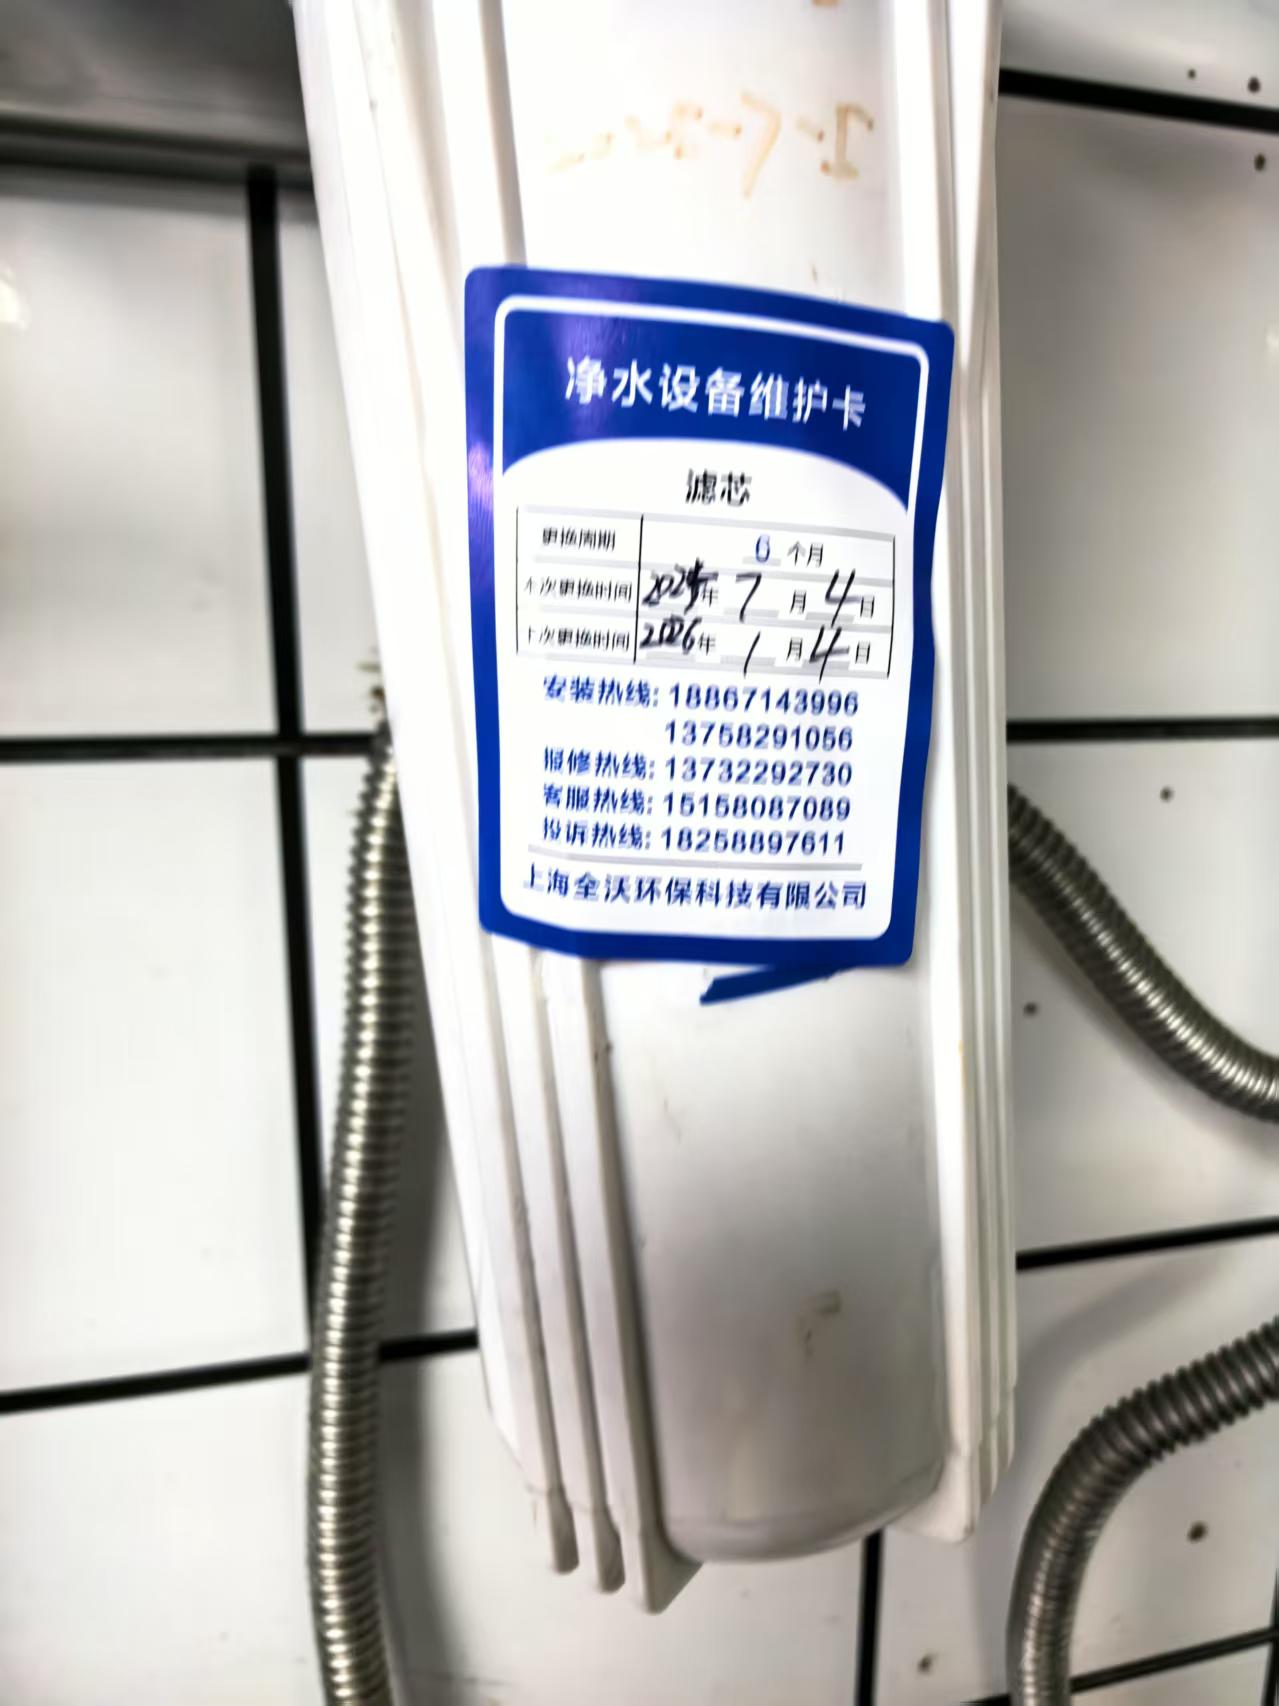 净水设备维护卡
滤芯
更换周期 6 个月
本次更换时间 2025年 7 月 4 日
下次更换时间 2026年 1 月 4 日
安装热线: 18867143996
13758291056
报修热线: 13732292730
客服热线: 15158087089
投诉热线: 18258897611
上海全沃环保科技有限公司